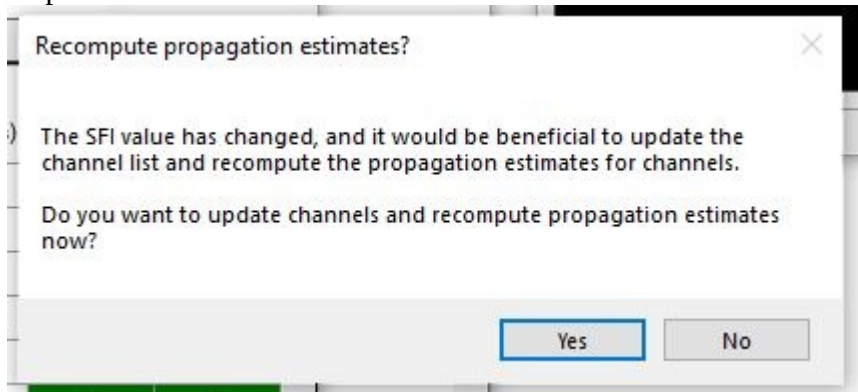 Recompute propagation estimates?
The SFI value has changed, and it would be beneficial to update the
channel list and recompute the propagation estimates for channels.
Do you want to update channels and recompute propagation estimates
now?
Yes No